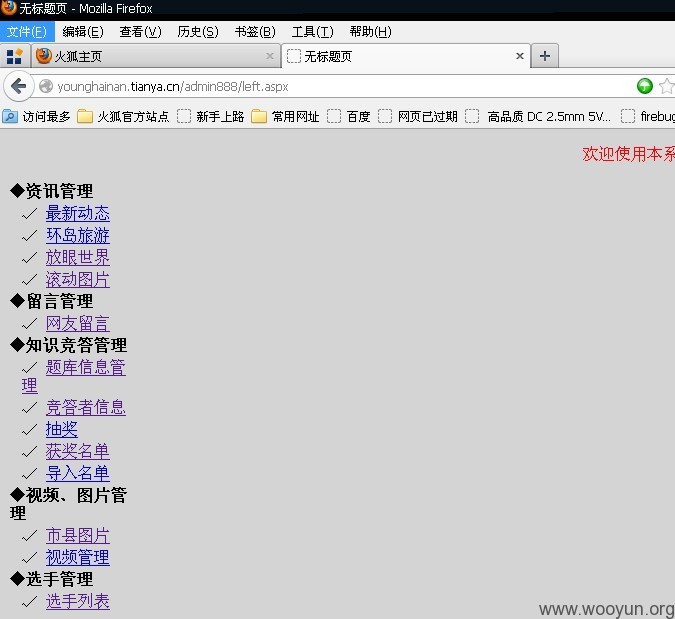 无标题页 - Mozilla Firefox
文件(F) 编辑(E) 查看(V) 历史(S) 书签(B) 工具(T) 帮助(H)
火狐主页 × 无标题页 × +
younghainan.tianya.cn/admin888/left.aspx
访问最多 火狐官方站点 新手上路 常用网址 百度 网页已过期 高品质 DC 2.5mm 5V... firebug
欢迎使用本系
◆资讯管理
最新动态
环岛旅游
放眼世界
滚动图片
◆留言管理
网友留言
◆知识竞答管理
题库信息管
理
竞答者信息
抽奖
获奖名单
导入名单
◆视频、图片管
理
市县图片
视频管理
◆选手管理
选手列表
www.wooyun.org